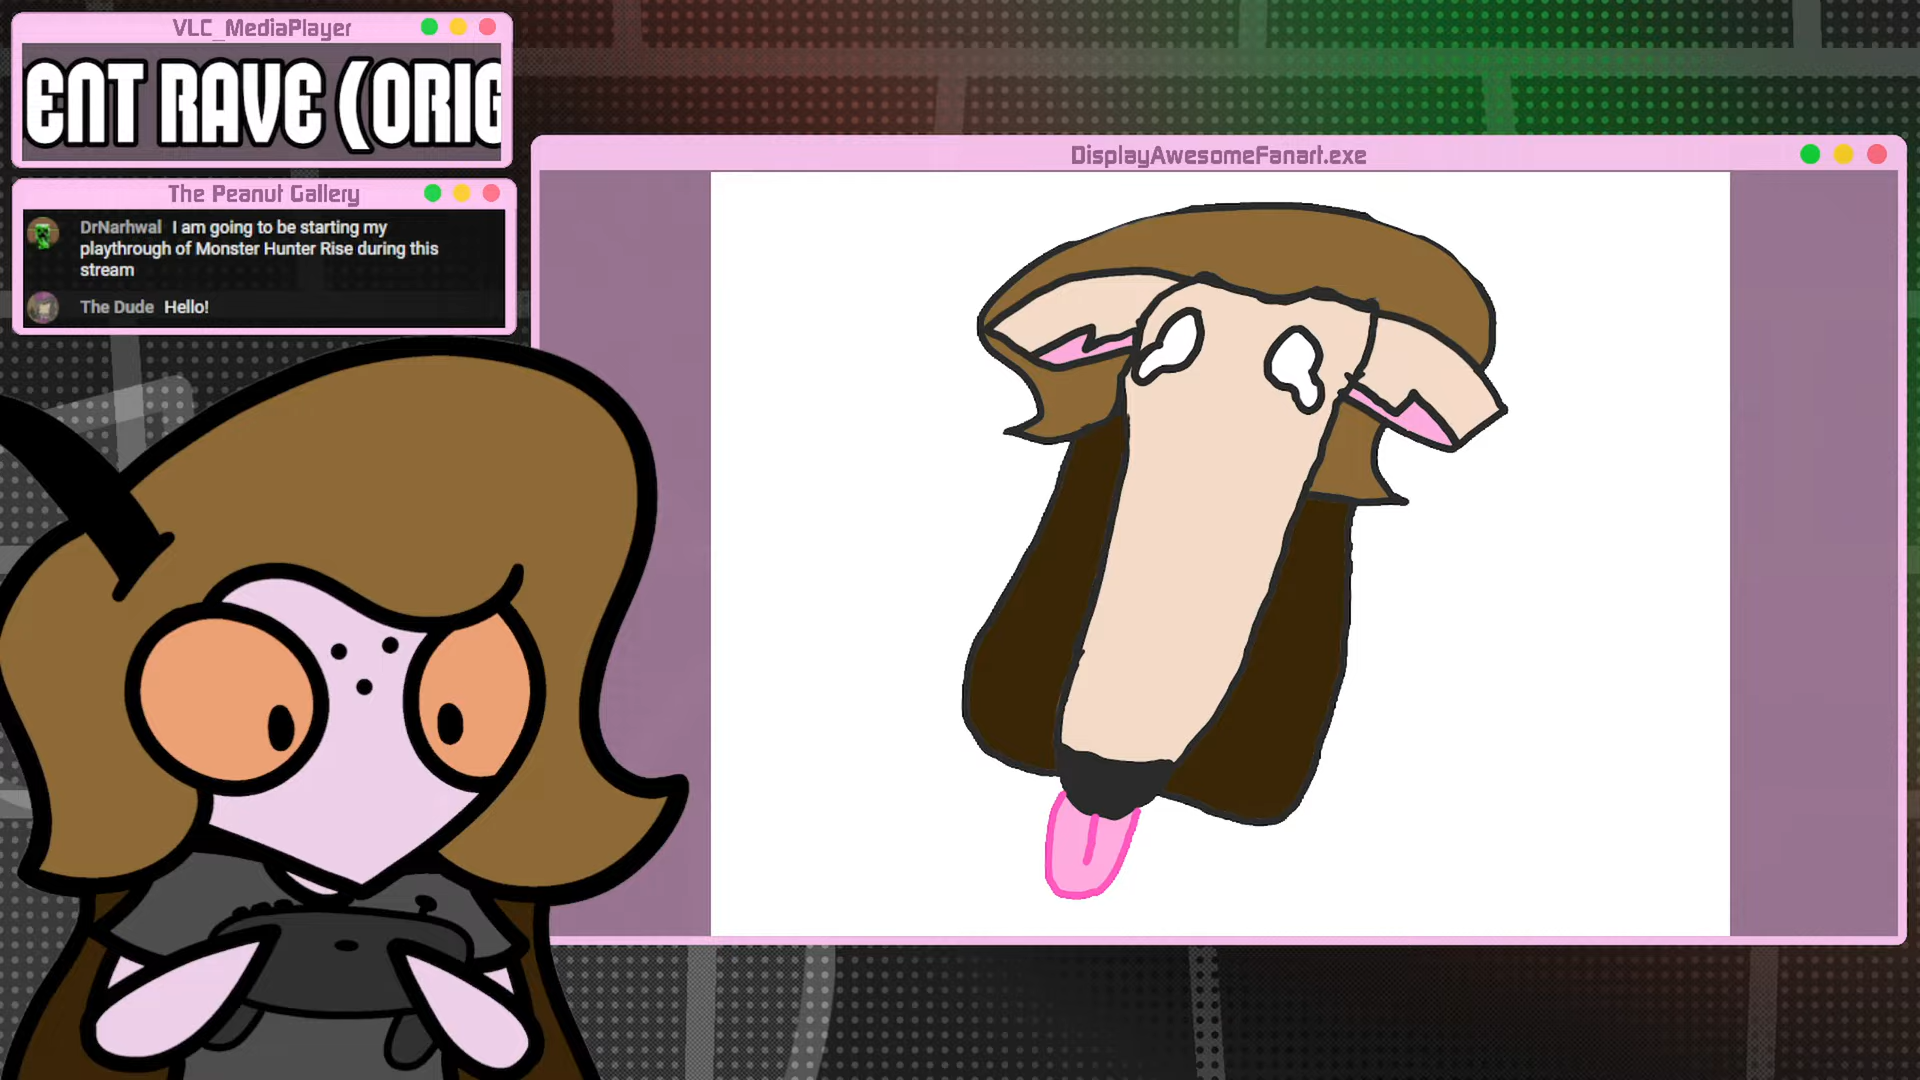 VLC_MediaPlayer
ENT RAVE (ORIG
The Peanut Gallery
DrNarhwal I am going to be starting my
playthrough of Monster Hunter Rise during this
stream
The Dude Hello!
DisplayAwesomeFanart.exe